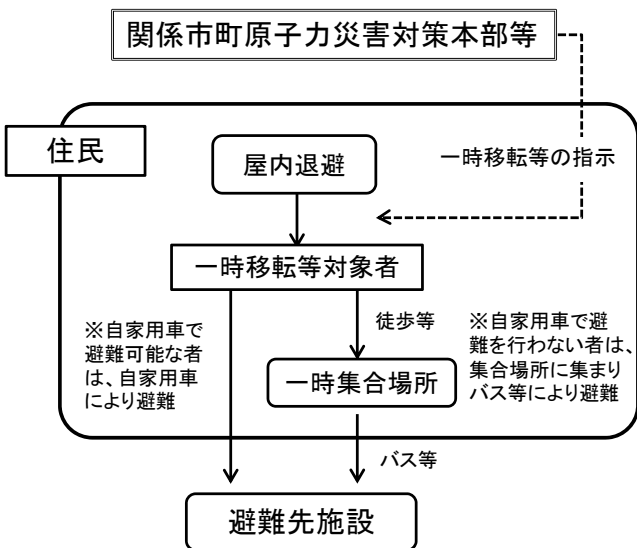 関係市町原子力災害対策本部等
住民
屋内退避
一時移転等の指示
一時移転等対象者
※自家用車で
避難可能な者
は、自家用車
により避難
徒歩等
※自家用車で避
難を行わない者は、
集合場所に集まり
バス等により避難
一時集合場所
バス等
避難先施設